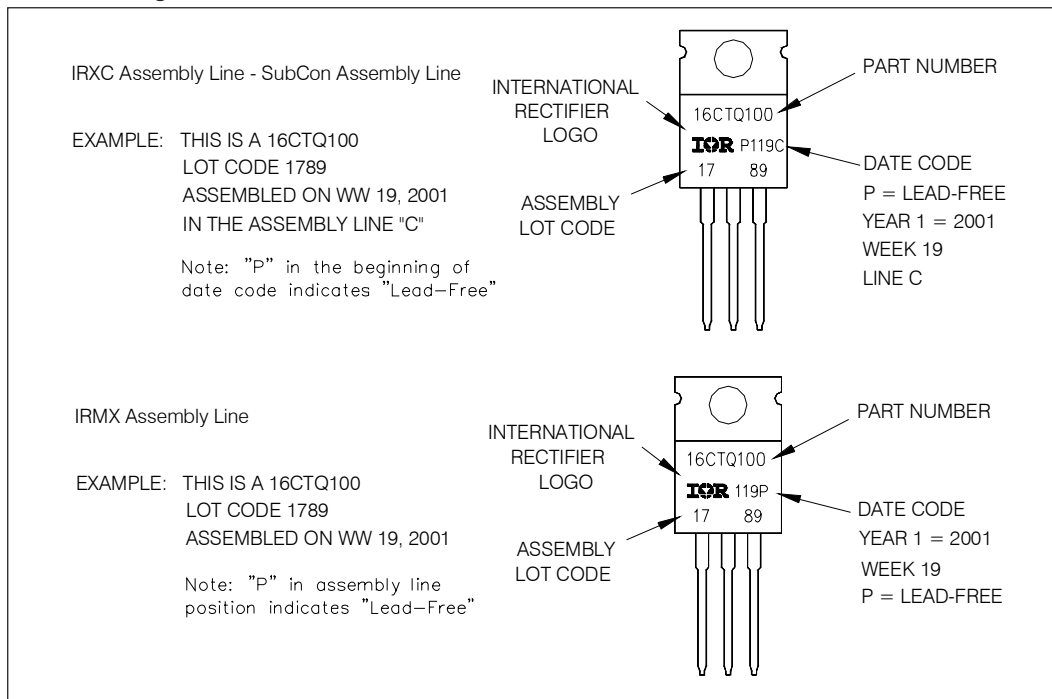 IRXC Assembly Line - SubCon Assembly Line
EXAMPLE: THIS IS A 16CTQ100
LOT CODE 1789
ASSEMBLED ON WW 19, 2001
IN THE ASSEMBLY LINE "C"
Note: "P" in the beginning of
date code indicates "Lead-Free"
INTERNATIONAL
RECTIFIER
LOGO
ASSEMBLY
LOT CODE
16CTQ100
IOR P119C
17 89
PART NUMBER
DATE CODE
P = LEAD-FREE
YEAR 1 = 2001
WEEK 19
LINE C
IRMX Assembly Line
EXAMPLE: THIS IS A 16CTQ100
LOT CODE 1789
ASSEMBLED ON WW 19, 2001
Note: "P" in assembly line
position indicates "Lead-Free"
INTERNATIONAL
RECTIFIER
LOGO
ASSEMBLY
LOT CODE
16CTQ100
IOR 119P
17 89
PART NUMBER
DATE CODE
YEAR 1 = 2001
WEEK 19
P = LEAD-FREE